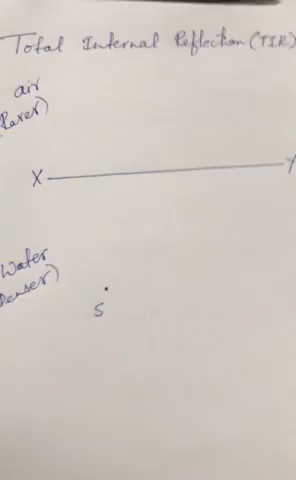 Total Internal Reflection (TIR)
air
(Rarer)
X Y
Water
(Denser)
S